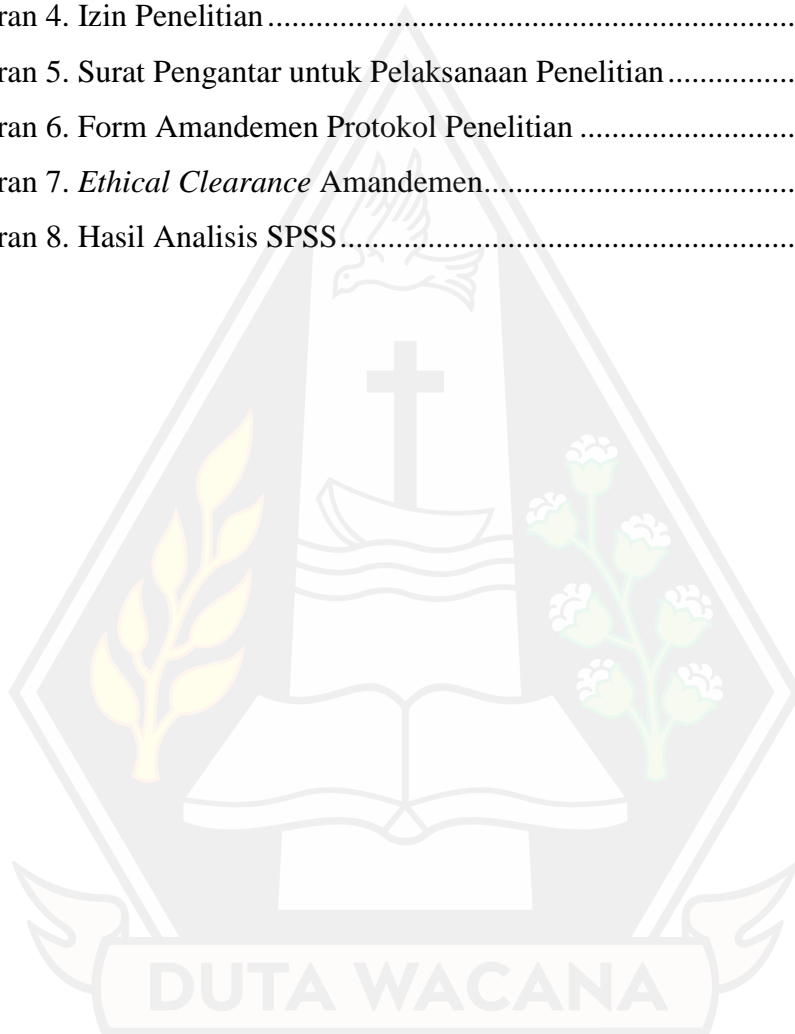 ran 4. Izin Penelitian ..............................................................................
ran 5. Surat Pengantar untuk Pelaksanaan Penelitian ...................
ran 6. Form Amandemen Protokol Penelitian ................................
ran 7. Ethical Clearance Amandemen..............................................
ran 8. Hasil Analisis SPSS...................................................................
DUTA WACANA